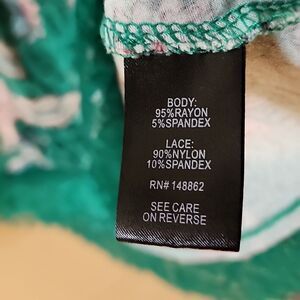 BODY:
95%RAYON
5%SPANDEX
LACE:
90%NYLON
10%SPANDEX
RN# 148862
SEE CARE
ON REVERSE